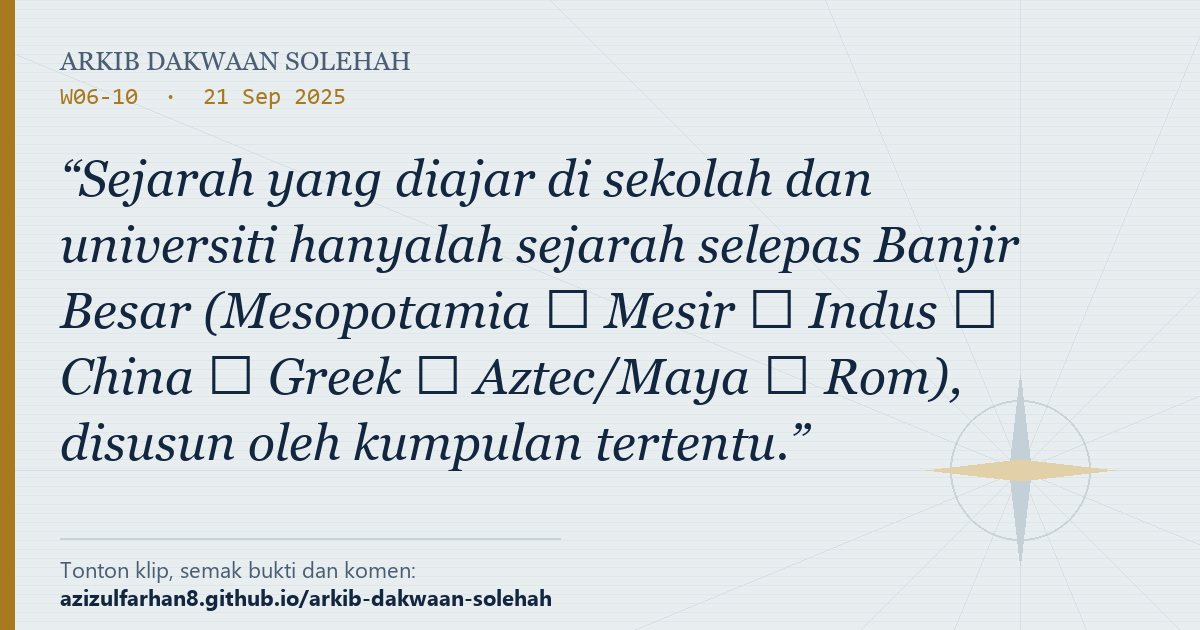 ARKIB DAKWAAN SOLEHAH
W06-10 · 21 Sep 2025
“Sejarah yang diajar di sekolah dan
universiti hanyalah sejarah selepas Banjir
Besar (Mesopotamia □ Mesir □ Indus □
China □ Greek □ Aztec/Maya □ Rom),
disusun oleh kumpulan tertentu.”
Tonton klip, semak bukti dan komen:
azizulfarhan8.github.io/arkib-dakwaan-solehah